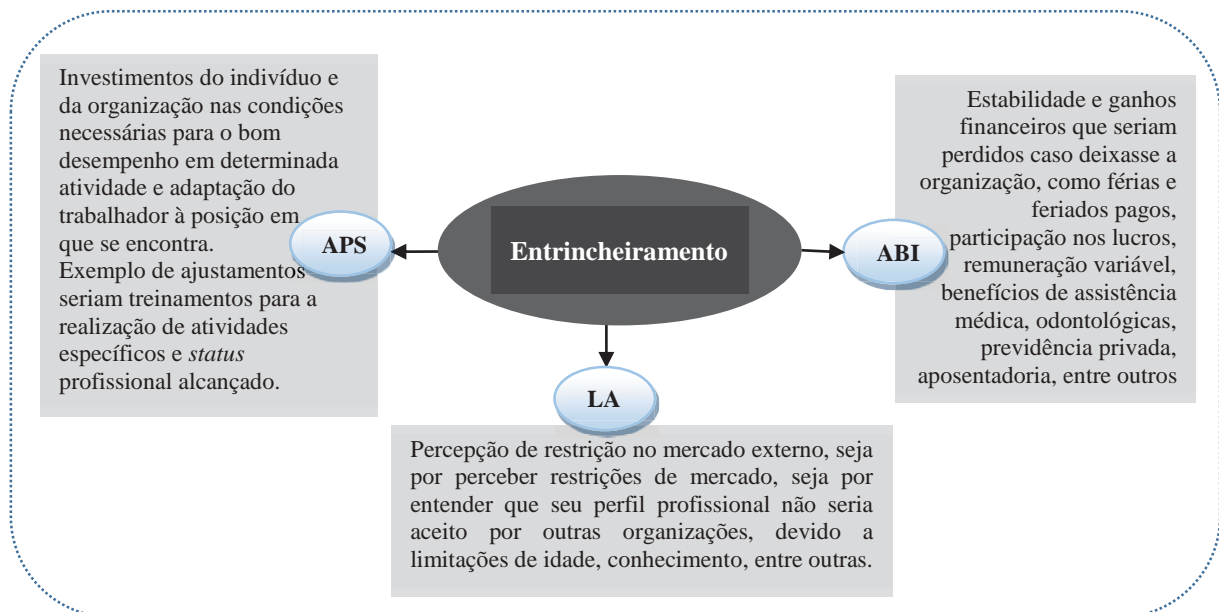 Investimentos do indivíduo e
da organização nas condições
necessárias para o bom
desempenho em determinada
atividade e adaptação do
trabalhador à posição em
que se encontra.
Exemplo de ajustamentos
seriam treinamentos para a
realização de atividades
específicos e status
profissional alcançado.
APS
Entrincheiramento
ABI
Estabilidade e ganhos
financeiros que seriam
perdidos caso deixasse a
organização, como férias e
feriados pagos,
participação nos lucros,
remuneração variável,
benefícios de assistência
médica, odontológicas,
previdência privada,
aposentadoria, entre outros
LA
Percepção de restrição no mercado externo, seja
por perceber restrições de mercado, seja por
entender que seu perfil profissional não seria
aceito por outras organizações, devido a
limitações de idade, conhecimento, entre outras.